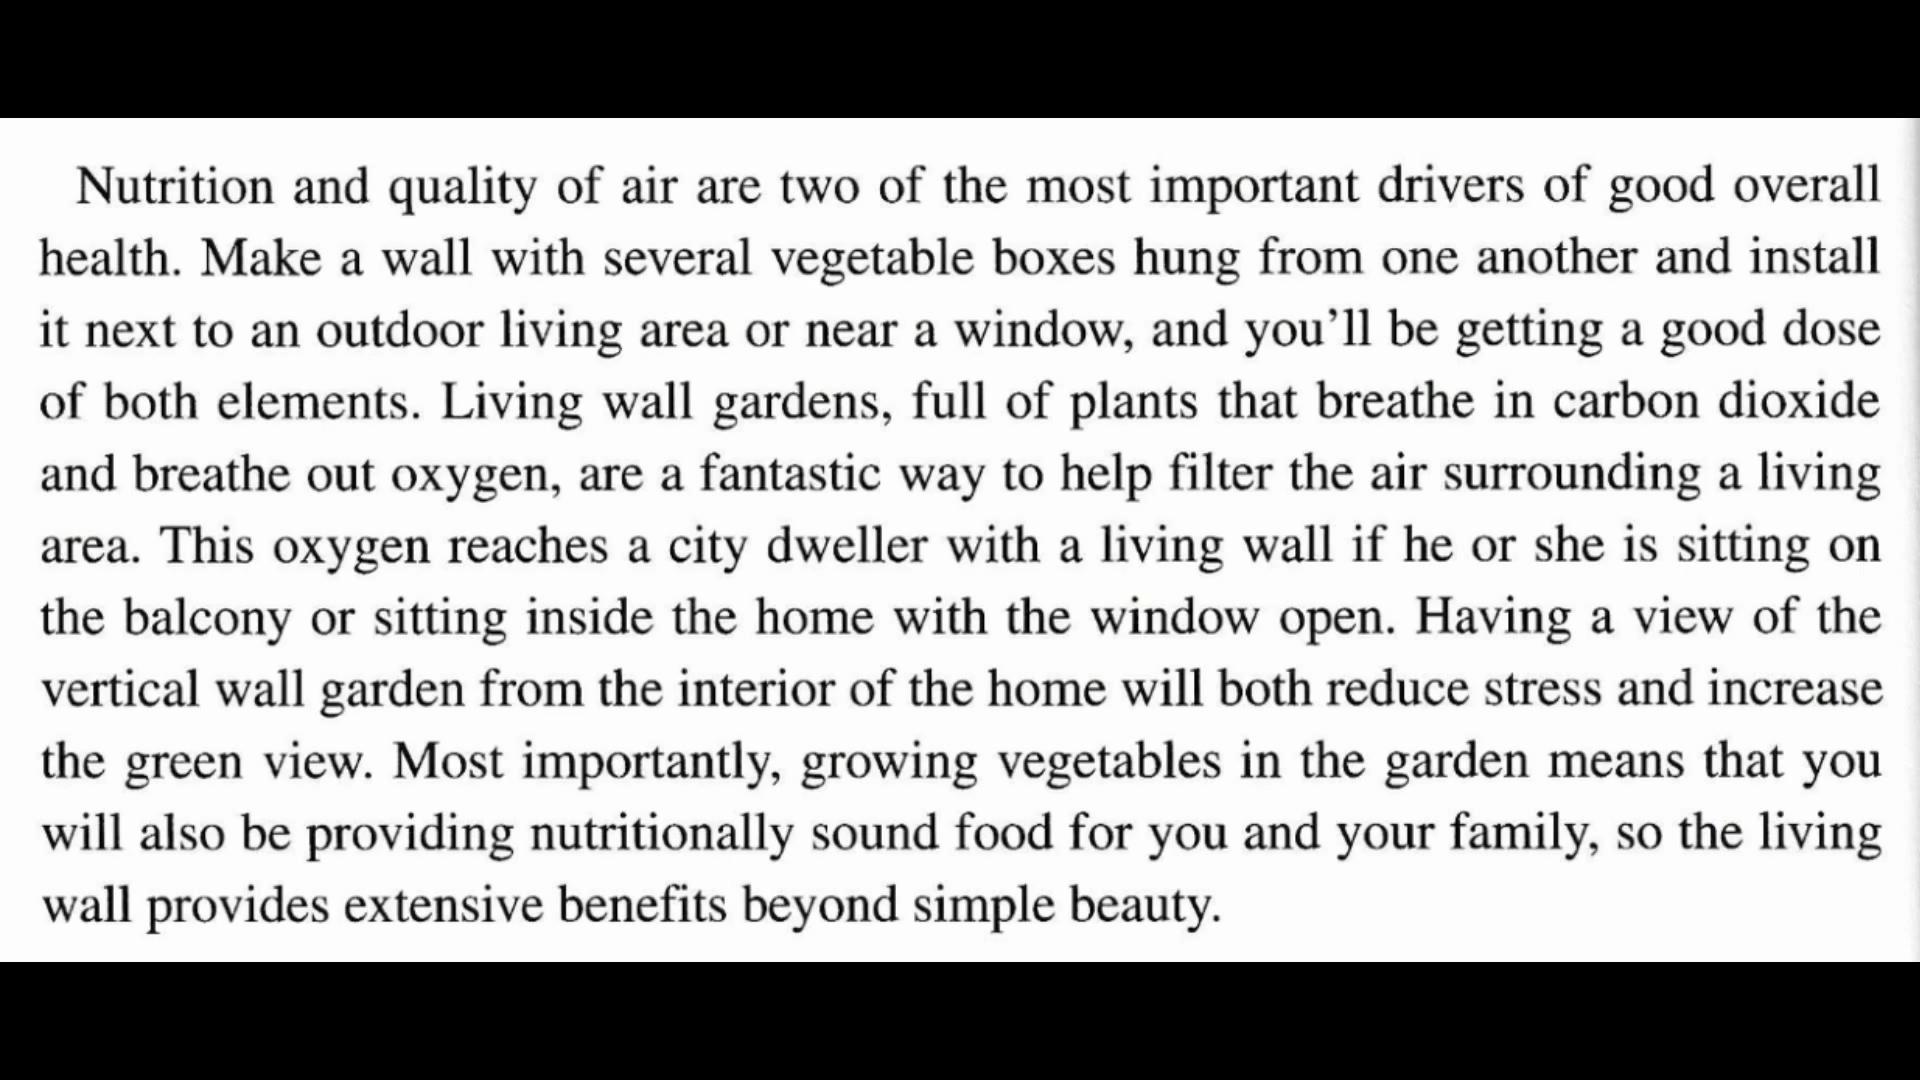 Nutrition and quality of air are two of the most important drivers of good overall
health. Make a wall with several vegetable boxes hung from one another and install
it next to an outdoor living area or near a window, and you’ll be getting a good dose
of both elements. Living wall gardens, full of plants that breathe in carbon dioxide
and breathe out oxygen, are a fantastic way to help filter the air surrounding a living
area. This oxygen reaches a city dweller with a living wall if he or she is sitting on
the balcony or sitting inside the home with the window open. Having a view of the
vertical wall garden from the interior of the home will both reduce stress and increase
the green view. Most importantly, growing vegetables in the garden means that you
will also be providing nutritionally sound food for you and your family, so the living
wall provides extensive benefits beyond simple beauty.